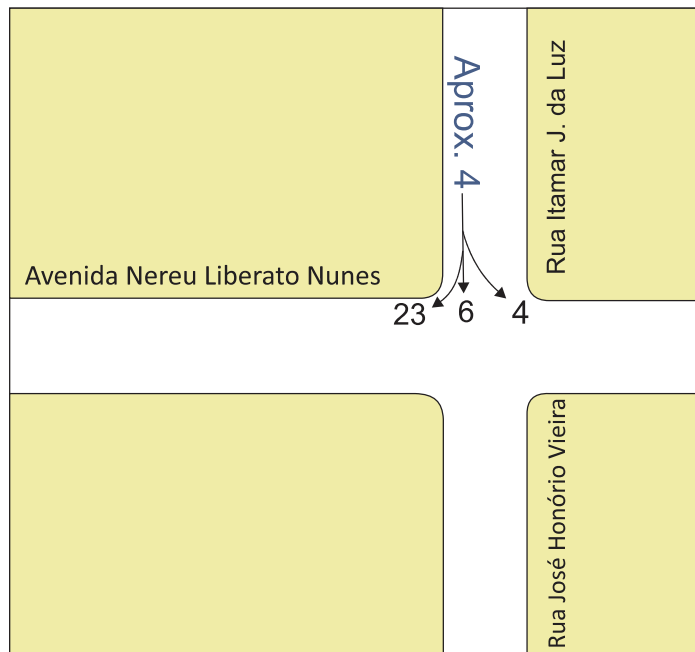 Aprox. 4
Rua Itamar J. da Luz
Avenida Nereu Liberato Nunes
23 6 4
Rua José Honório Vieira